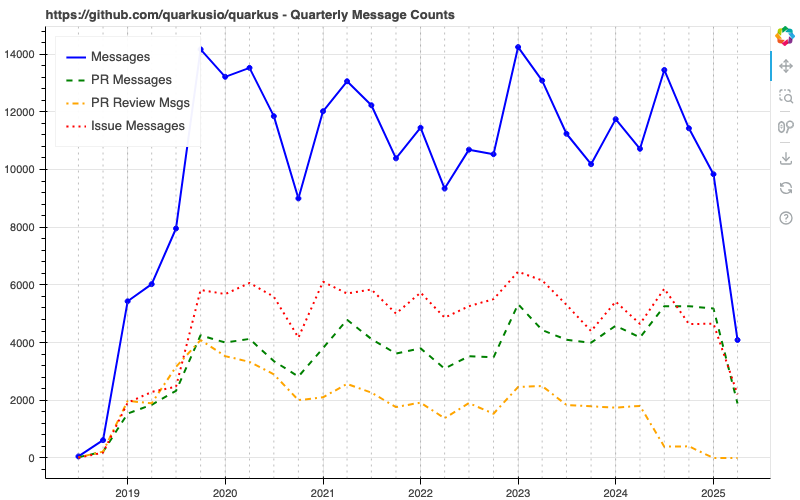 https://github.com/quarkusio/quarkus - Quarterly Message Counts
Messages
PR Messages
PR Review Msgs
Issue Messages
14000
12000
10000
8000
6000
4000
2000
0
2019 2020 2021 2022 2023 2024 2025